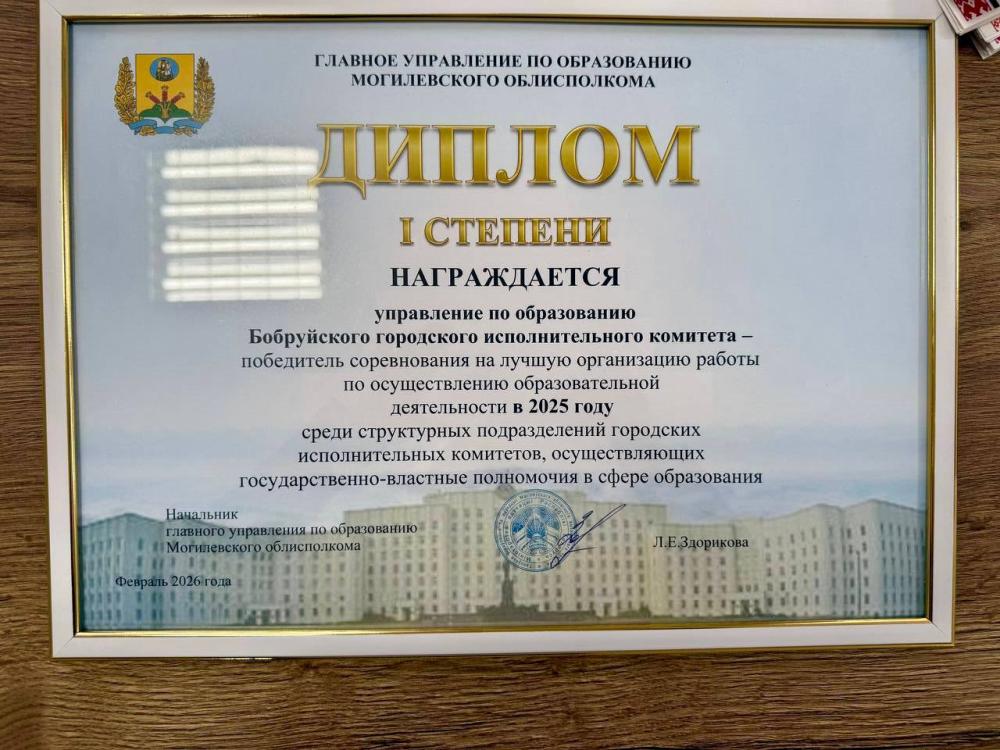 ГЛАВНОЕ УПРАВЛЕНИЕ ПО ОБРАЗОВАНИЮ
МОГИЛЕВСКОГО ОБЛИСПОЛКОМА
ДИПЛОМ
I СТЕПЕНИ
НАГРАЖДАЕТСЯ
управление по образованию
Бобруйского городского исполнительного комитета –
победитель соревнования на лучшую организацию работы
по осуществлению образовательной
деятельности в 2025 году
среди структурных подразделений городских
исполнительных комитетов, осуществляющих
государственно-властные полномочия в сфере образования
Начальник
главного управления по образованию
Могилевского облисполкома
Л.Е.Здорикова
Февраль 2026 года